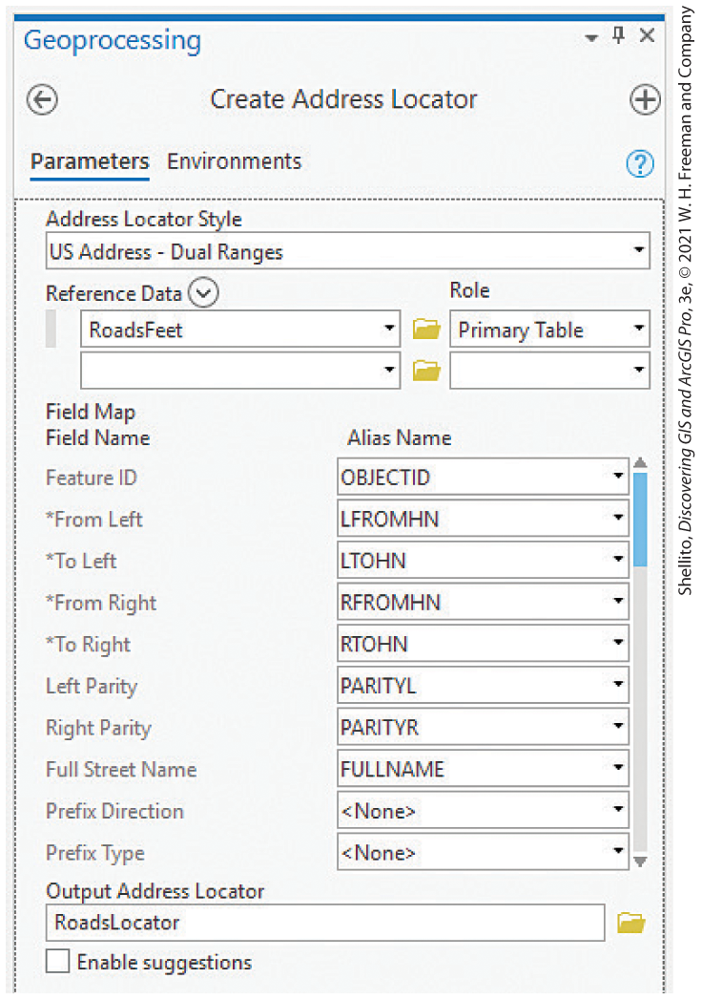 Geoprocessing
Create Address Locator
Parameters Environments
Address Locator Style
US Address - Dual Ranges
Reference Data Role
RoadsFeet Primary Table
Field Map
Field Name Alias Name
Feature ID OBJECTID
*From Left LFROMHN
*To Left LTOHN
*From Right RFROMHN
*To Right RTOHN
Left Parity PARITYL
Right Parity PARITYR
Full Street Name FULLNAME
Prefix Direction <None>
Prefix Type <None>
Output Address Locator
RoadsLocator
Enable suggestions
Shellito, Discovering GIS and ArcGIS Pro, 3e, © 2021 W. H. Freeman and Company